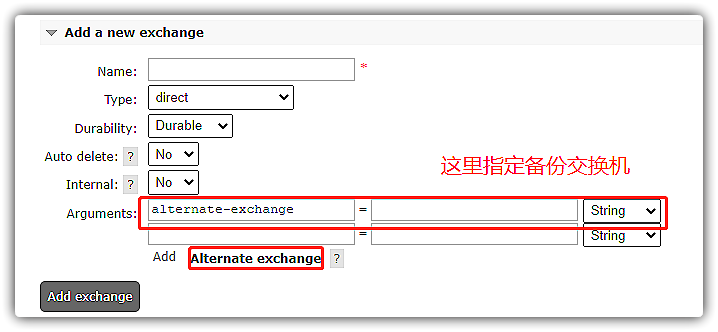 Add a new exchange
Name: *
Type: direct
Durability: Durable
Auto delete: ? No
这里指定备份交换机
Internal: ? No
Arguments: alternate-exchange = String
= String
Add Alternate exchange ?
Add exchange